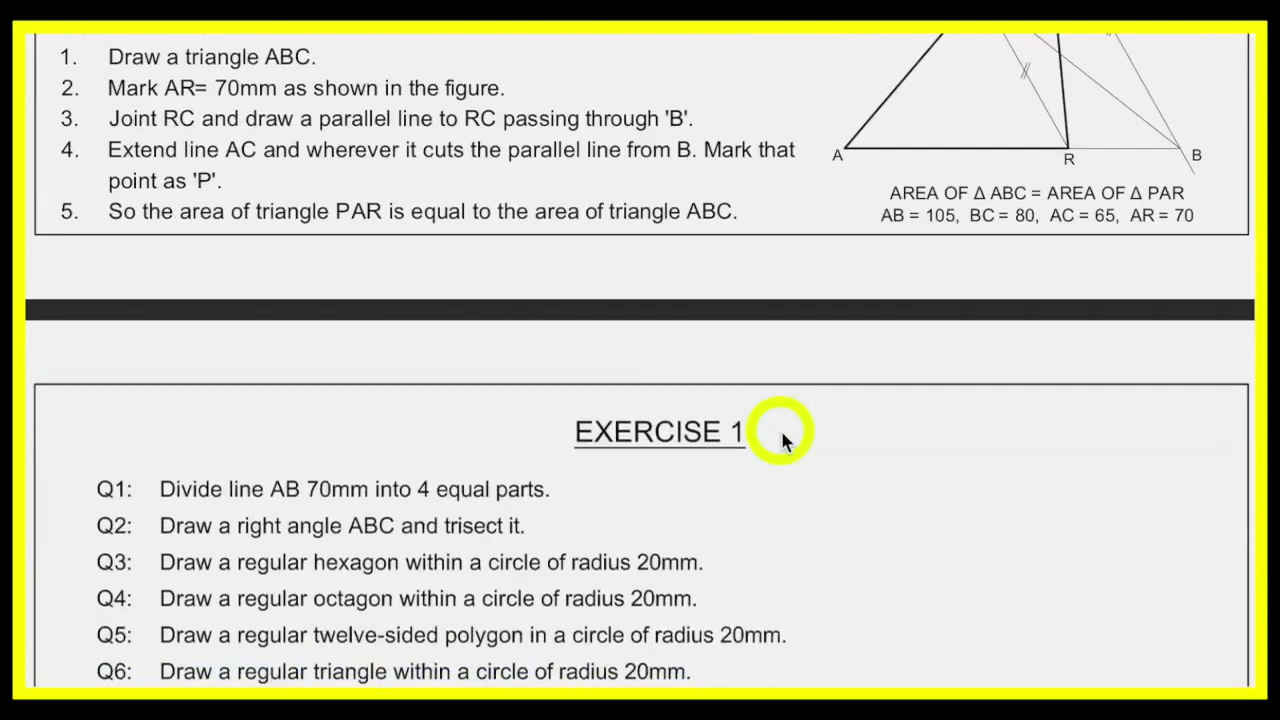 1. Draw a triangle ABC.
2. Mark AR= 70mm as shown in the figure.
3. Joint RC and draw a parallel line to RC passing through 'B'.
4. Extend line AC and wherever it cuts the parallel line from B. Mark that
point as 'P'.
5. So the area of triangle PAR is equal to the area of triangle ABC.
A
R
B
AREA OF Δ ABC = AREA OF Δ PAR
AB = 105, BC = 80, AC = 65, AR = 70
EXERCISE 1
Q1: Divide line AB 70mm into 4 equal parts.
Q2: Draw a right angle ABC and trisect it.
Q3: Draw a regular hexagon within a circle of radius 20mm.
Q4: Draw a regular octagon within a circle of radius 20mm.
Q5: Draw a regular twelve-sided polygon in a circle of radius 20mm.
Q6: Draw a regular triangle within a circle of radius 20mm.